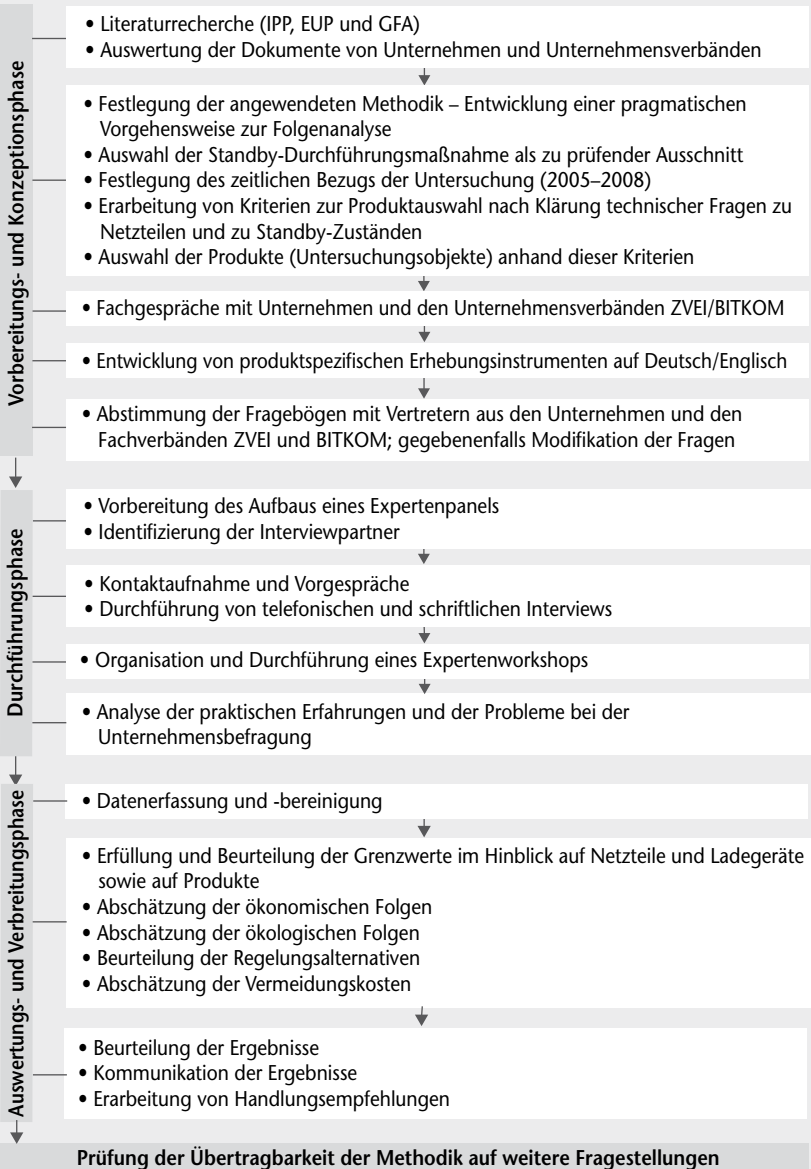 Vorbereitungs- und Konzeptionsphase
• Literaturrecherche (IPP, EUP und GFA)
• Auswertung der Dokumente von Unternehmen und Unternehmensverbänden
• Festlegung der angewendeten Methodik – Entwicklung einer pragmatischen
Vorgehensweise zur Folgenanalyse
• Auswahl der Standby-Durchführungsmaßnahme als zu prüfender Ausschnitt
• Festlegung des zeitlichen Bezugs der Untersuchung (2005–2008)
• Erarbeitung von Kriterien zur Produktauswahl nach Klärung technischer Fragen zu
Netzteilen und zu Standby-Zuständen
• Auswahl der Produkte (Untersuchungsobjekte) anhand dieser Kriterien
• Fachgespräche mit Unternehmen und den Unternehmensverbänden ZVEI/BITKOM
• Entwicklung von produktspezifischen Erhebungsinstrumenten auf Deutsch/Englisch
• Abstimmung der Fragebögen mit Vertretern aus den Unternehmen und den
Fachverbänden ZVEI und BITKOM; gegebenenfalls Modifikation der Fragen
Durchführungsphase
• Vorbereitung des Aufbaus eines Expertenpanels
• Identifizierung der Interviewpartner
• Kontaktaufnahme und Vorgespräche
• Durchführung von telefonischen und schriftlichen Interviews
• Organisation und Durchführung eines Expertenworkshops
• Analyse der praktischen Erfahrungen und der Probleme bei der
Unternehmensbefragung
Auswertungs- und Verbreitungsphase
• Datenerfassung und -bereinigung
• Erfüllung und Beurteilung der Grenzwerte im Hinblick auf Netzteile und Ladegeräte
sowie auf Produkte
• Abschätzung der ökonomischen Folgen
• Abschätzung der ökologischen Folgen
• Beurteilung der Regelungsalternativen
• Abschätzung der Vermeidungskosten
• Beurteilung der Ergebnisse
• Kommunikation der Ergebnisse
• Erarbeitung von Handlungsempfehlungen
Prüfung der Übertragbarkeit der Methodik auf weitere Fragestellungen